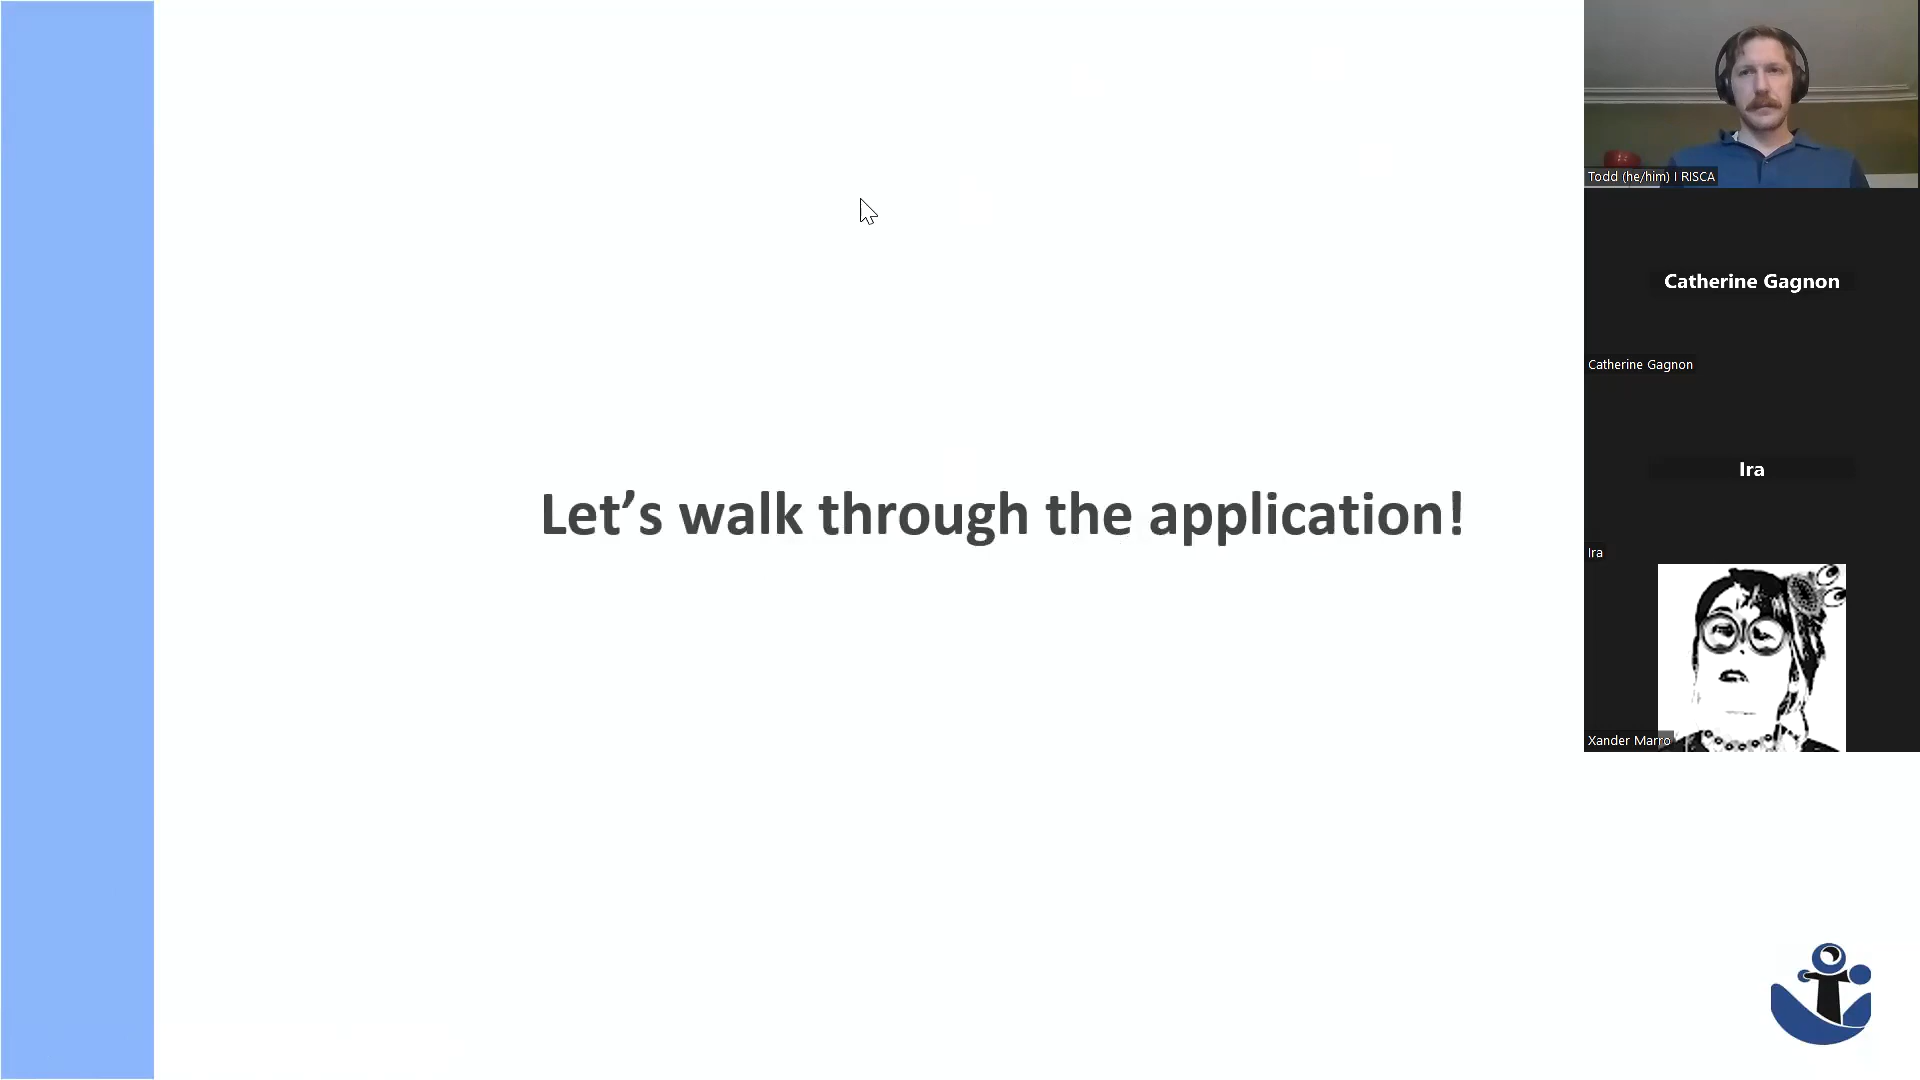 Let’s walk through the application!
Todd (he/him) I RISCA
Catherine Gagnon
Catherine Gagnon
Ira
Ira
Xander Marro